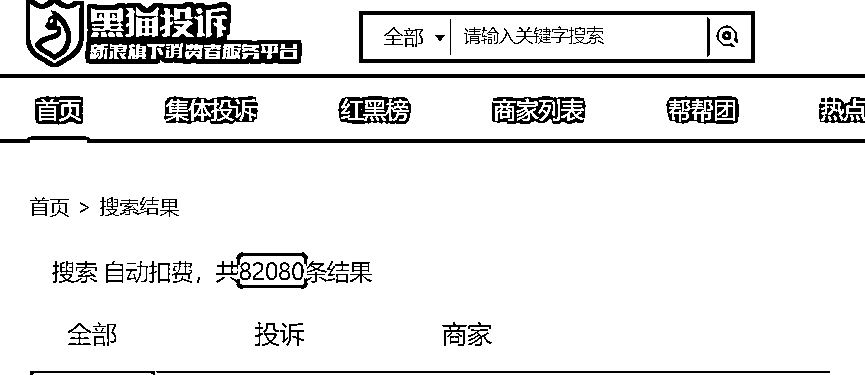 黑猫投诉
新浪旗下消费者服务平台
全部 请输入关键字搜索
首页 集体投诉 红黑榜 商家列表 帮帮团 热点
首页 > 搜索结果
搜索 自动扣费，共82080条结果
全部 投诉 商家